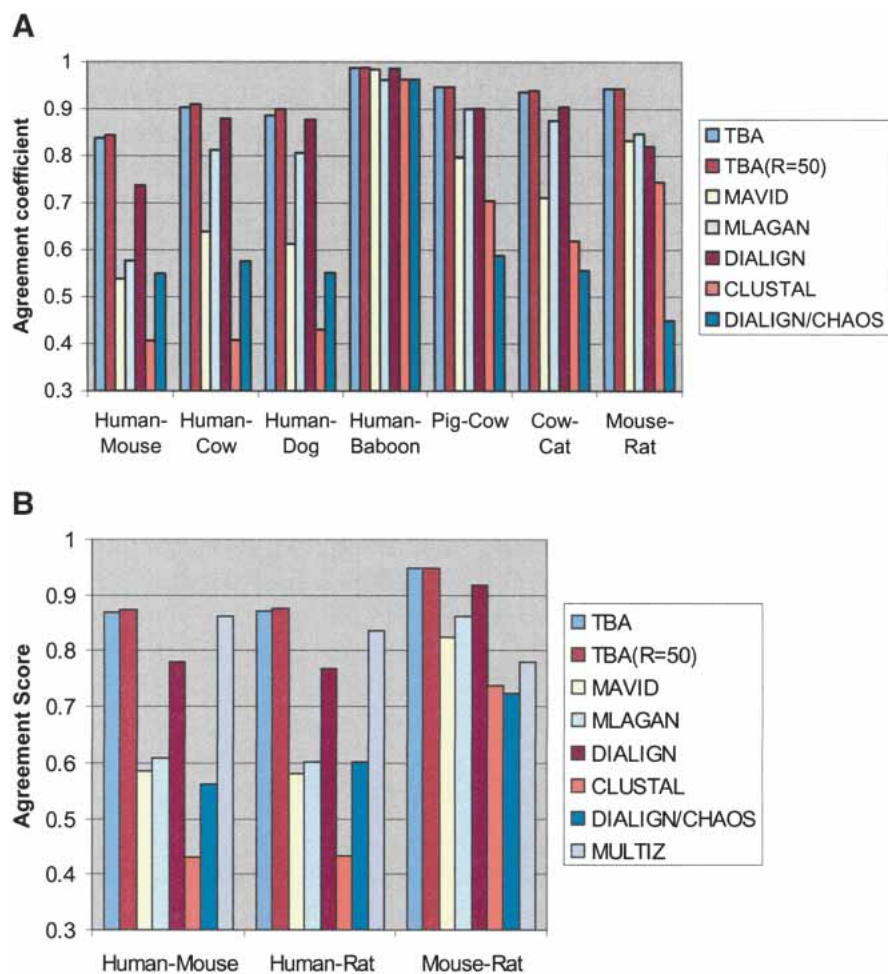 A
1
0.9
0.8
0.7
0.6
0.5
0.4
0.3
Agreement coefficient
Human-
Mouse
Human-
Cow
Human-
Dog
Human-
Baboon
Pig-Cow
Cow-
Cat
Mouse-
Rat
TBA
TBA(R=50)
MAVID
MLAGAN
DIALIGN
CLUSTAL
DIALIGN/CHAOS
B
1
0.9
0.8
0.7
0.6
0.5
0.4
0.3
Agreement Score
Human-Mouse
Human-Rat
Mouse-Rat
TBA
TBA(R=50)
MAVID
MLAGAN
DIALIGN
CLUSTAL
DIALIGN/CHAOS
MULTIZ